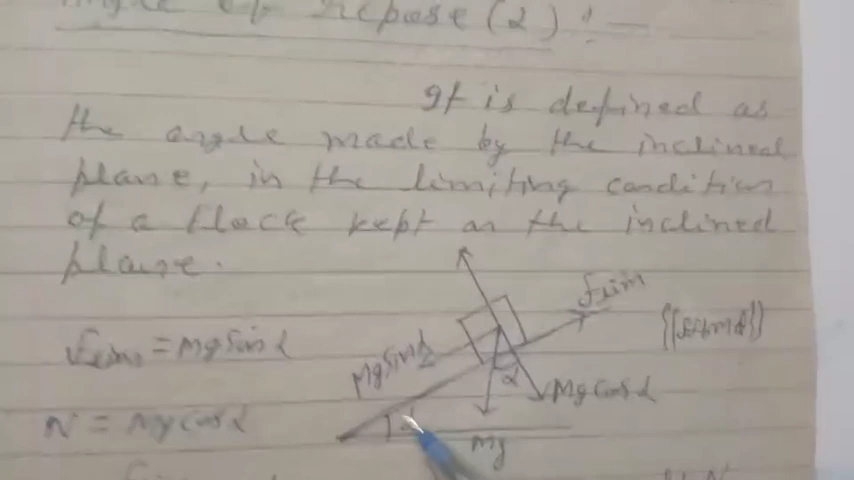 Angle of repose (α) :-
It is defined as
the angle made by the inclined
plane, in the limiting condition
of a block kept on the inclined
plane.
flim
flim = Mg sin α
Mg sin α
α
Mg cos α
N = Mg cos α
α
Mg